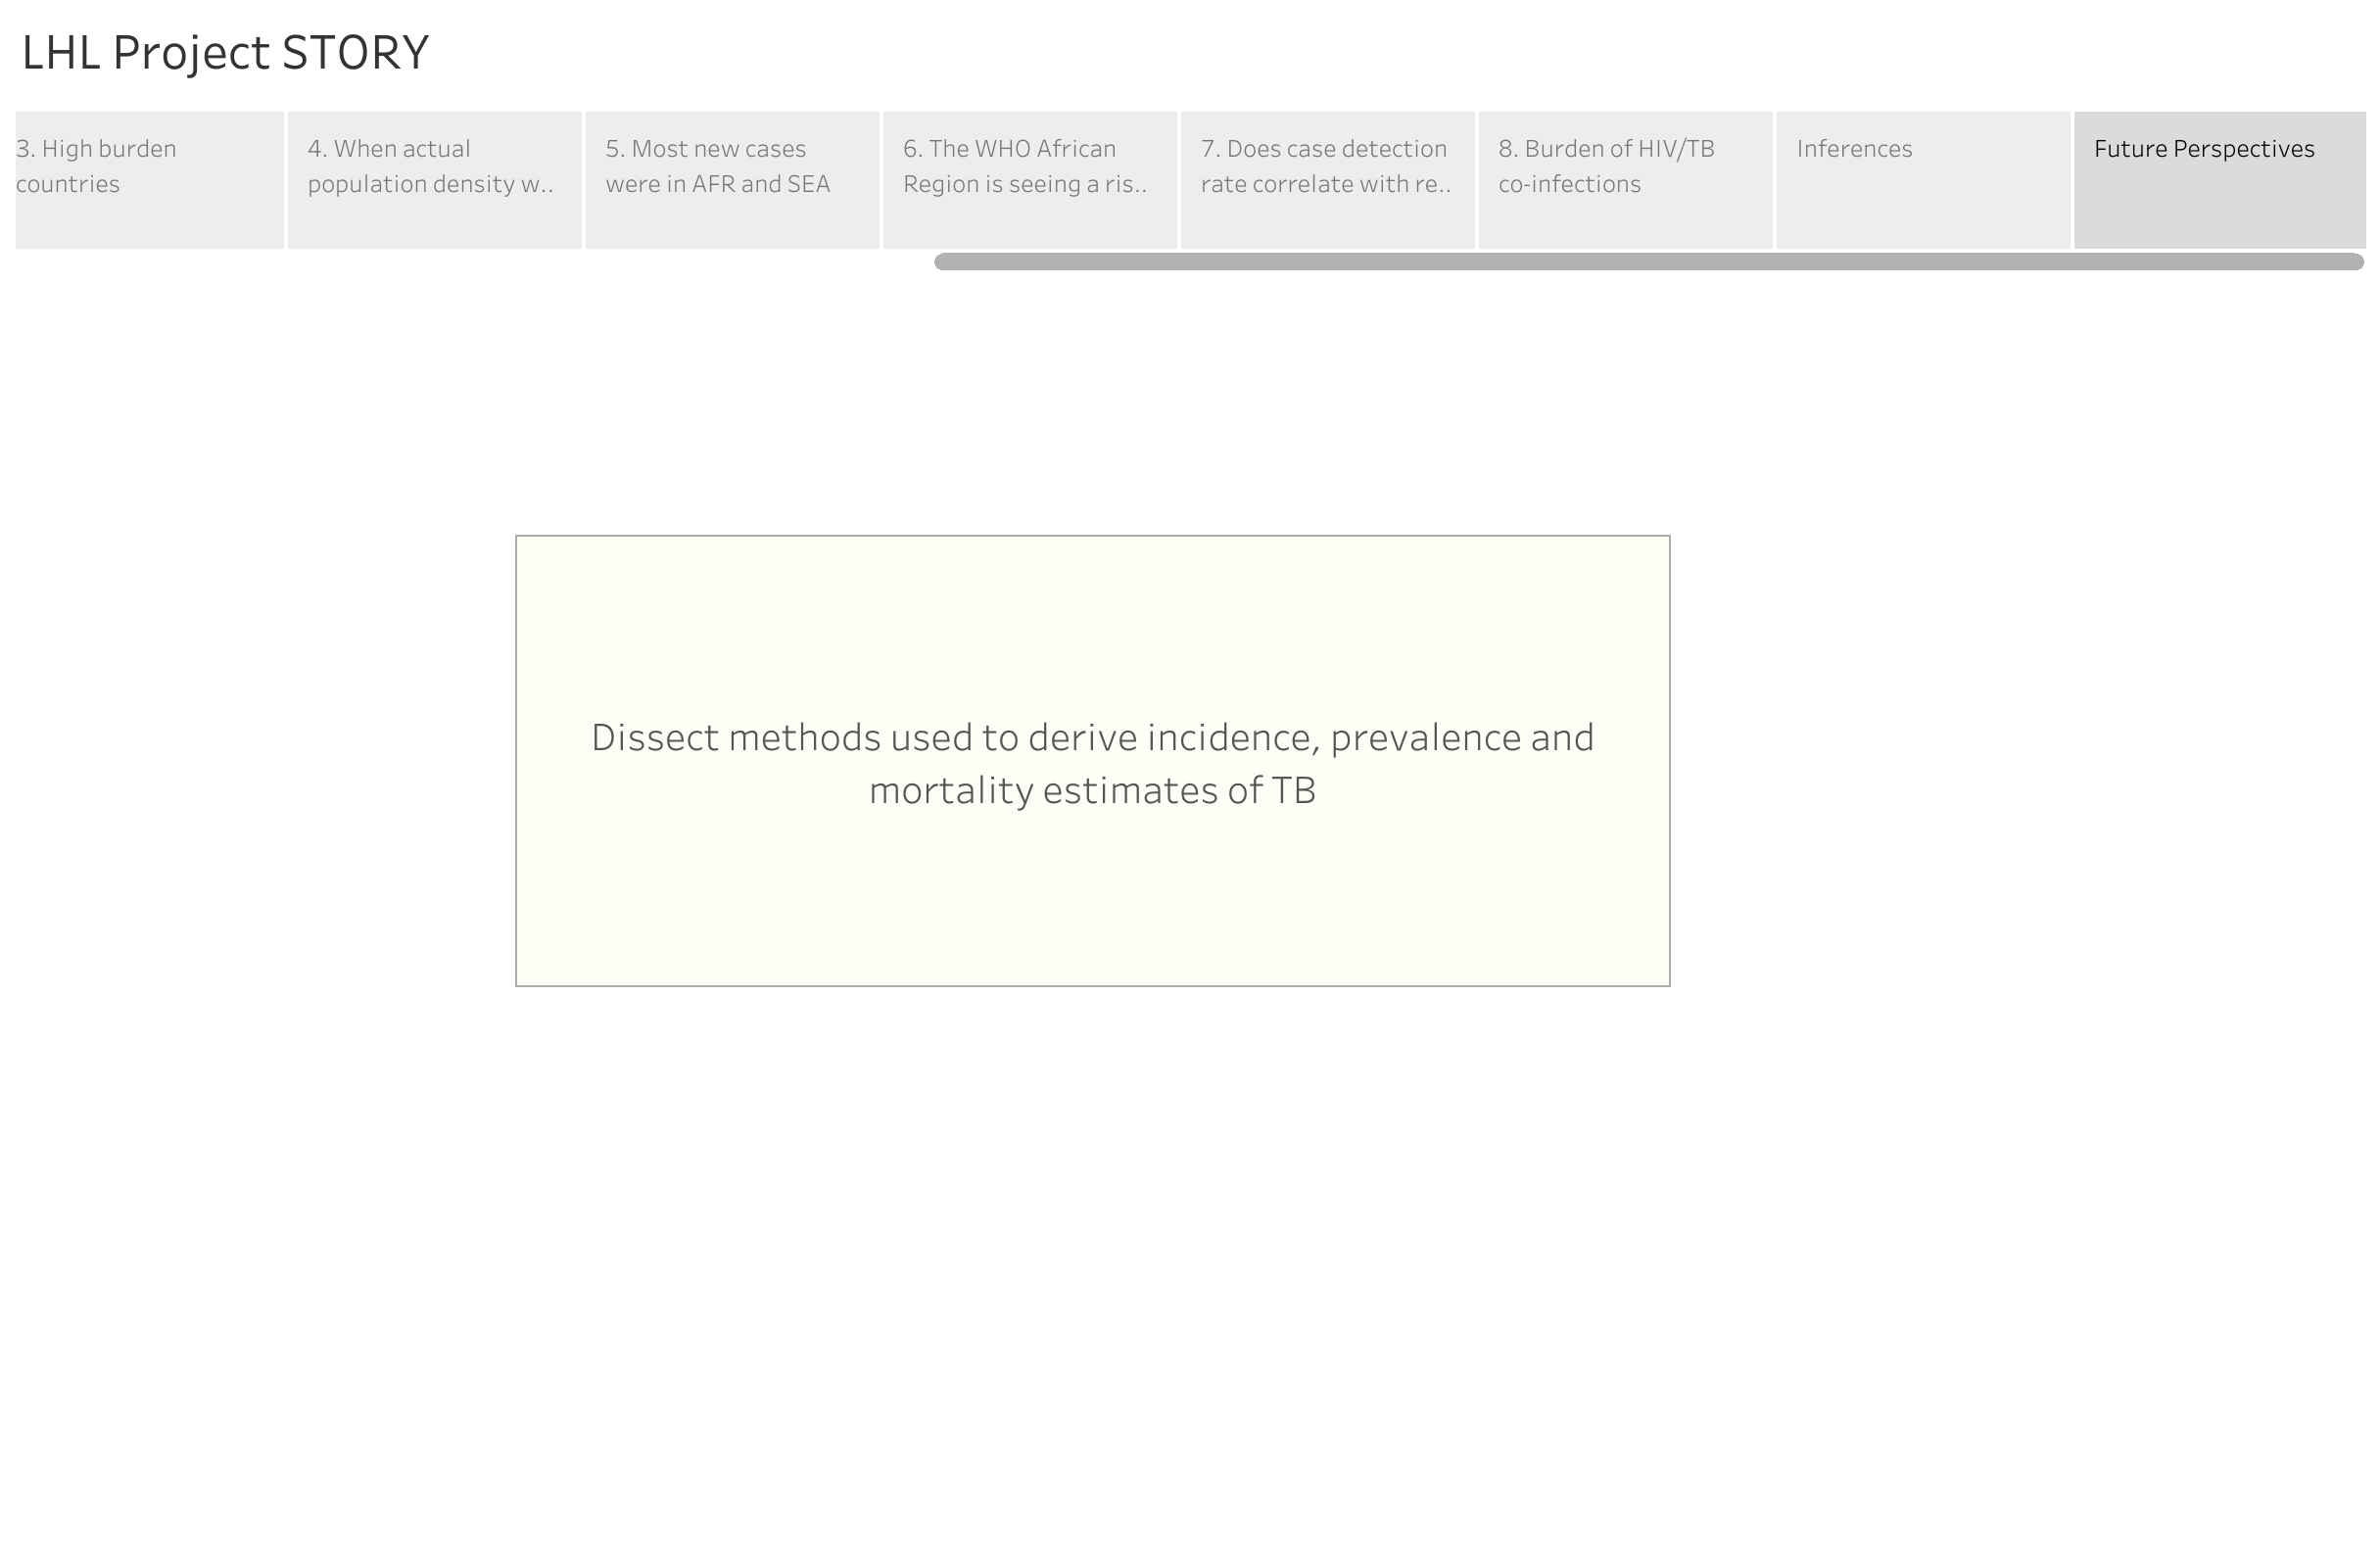 LHL Project STORY
3. High burden
countries
4. When actual
population density w..
5. Most new cases
were in AFR and SEA
6. The WHO African
Region is seeing a ris..
7. Does case detection
rate correlate with re..
8. Burden of HIV/TB
co-infections
Inferences
Future Perspectives
Dissect methods used to derive incidence, prevalence and
mortality estimates of TB